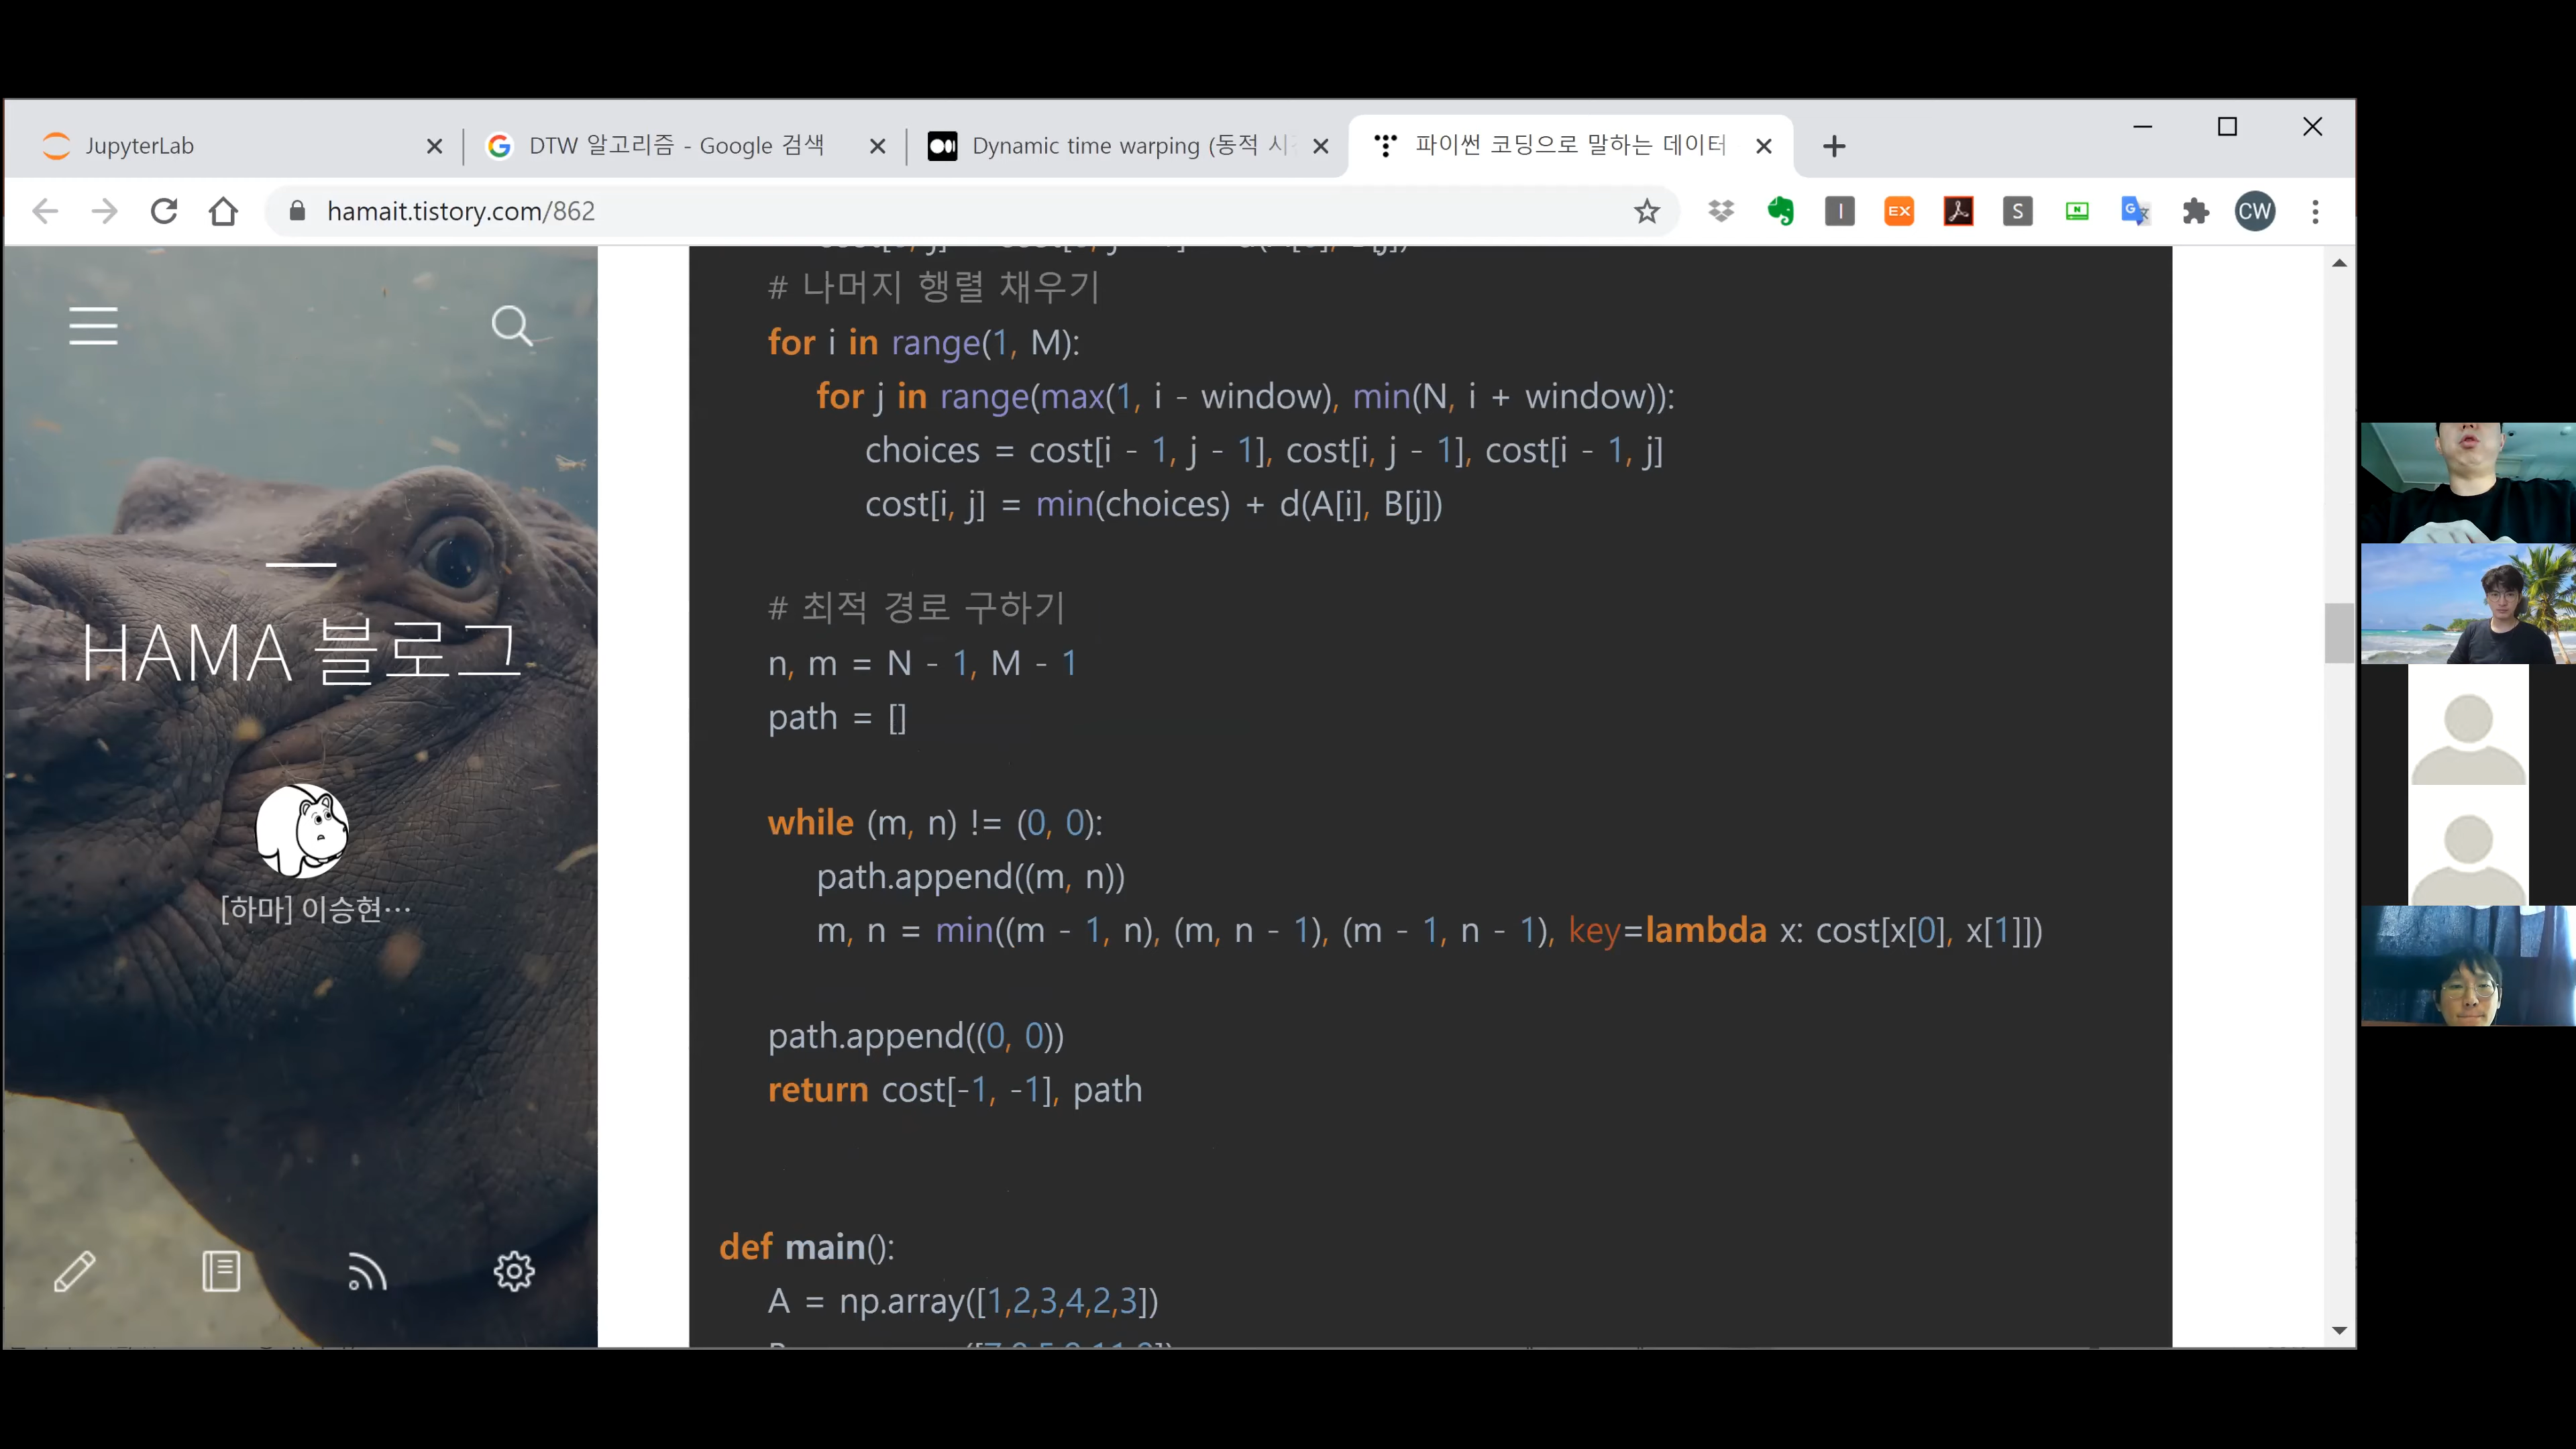 JupyterLab
DTW 알고리즘 - Google 검색
Dynamic time warping (동적 시
파이썬 코딩으로 말하는 데이터
hamait.tistory.com/862
EX
S
N
CW
HAMA 블로그
[하마] 이승현…
# 나머지 행렬 채우기
for i in range(1, M):
for j in range(max(1, i - window), min(N, i + window)):
choices = cost[i - 1, j - 1], cost[i, j - 1], cost[i - 1, j]
cost[i, j] = min(choices) + d(A[i], B[j])
# 최적 경로 구하기
n, m = N - 1, M - 1
path = []
while (m, n) != (0, 0):
path.append((m, n))
m, n = min((m - 1, n), (m, n - 1), (m - 1, n - 1), key=lambda x: cost[x[0], x[1]])
path.append((0, 0))
return cost[-1, -1], path
def main():
A = np.array([1,2,3,4,2,3])